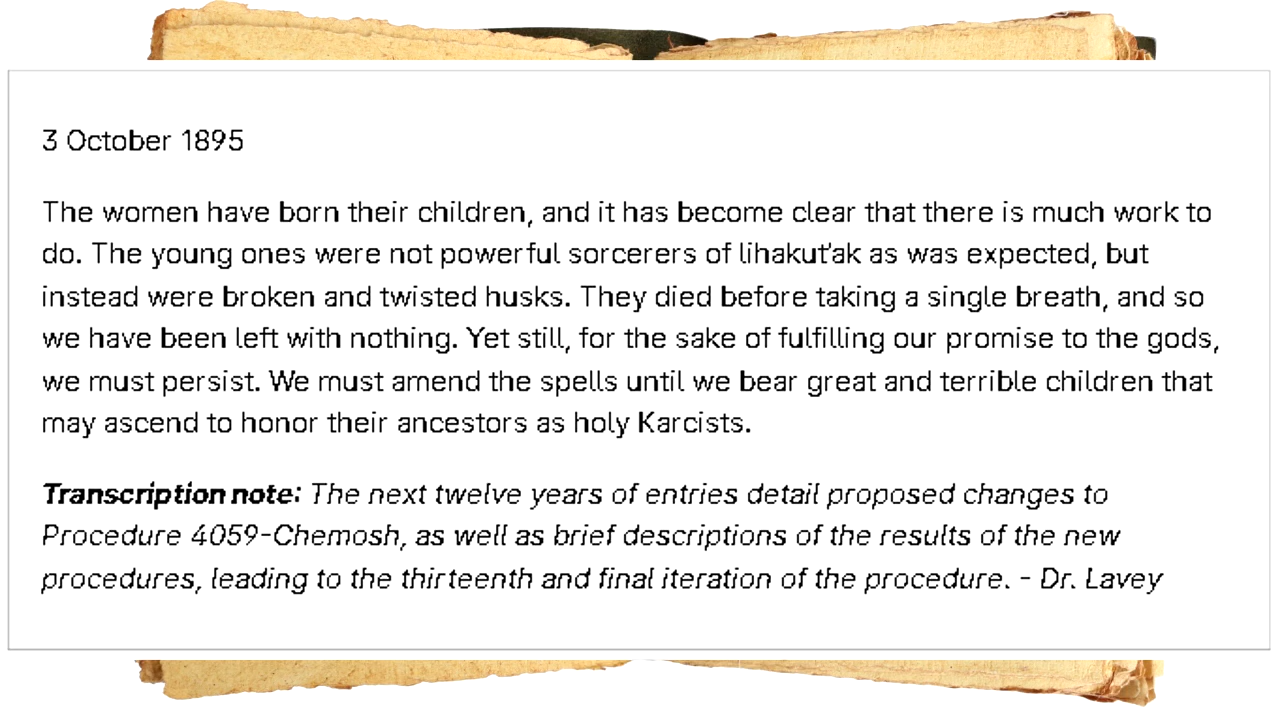 3 October 1895
The women have born their children, and it has become clear that there is much work to
do. The young ones were not powerful sorcerers of lihakut'ak as was expected, but
instead were broken and twisted husks. They died before taking a single breath, and so
we have been left with nothing. Yet still, for the sake of fulfilling our promise to the gods,
we must persist. We must amend the spells until we bear great and terrible children that
may ascend to honor their ancestors as holy Karcists.
Transcription note: The next twelve years of entries detail proposed changes to
Procedure 4059-Chemosh, as well as brief descriptions of the results of the new
procedures, leading to the thirteenth and final iteration of the procedure. - Dr. Lavey